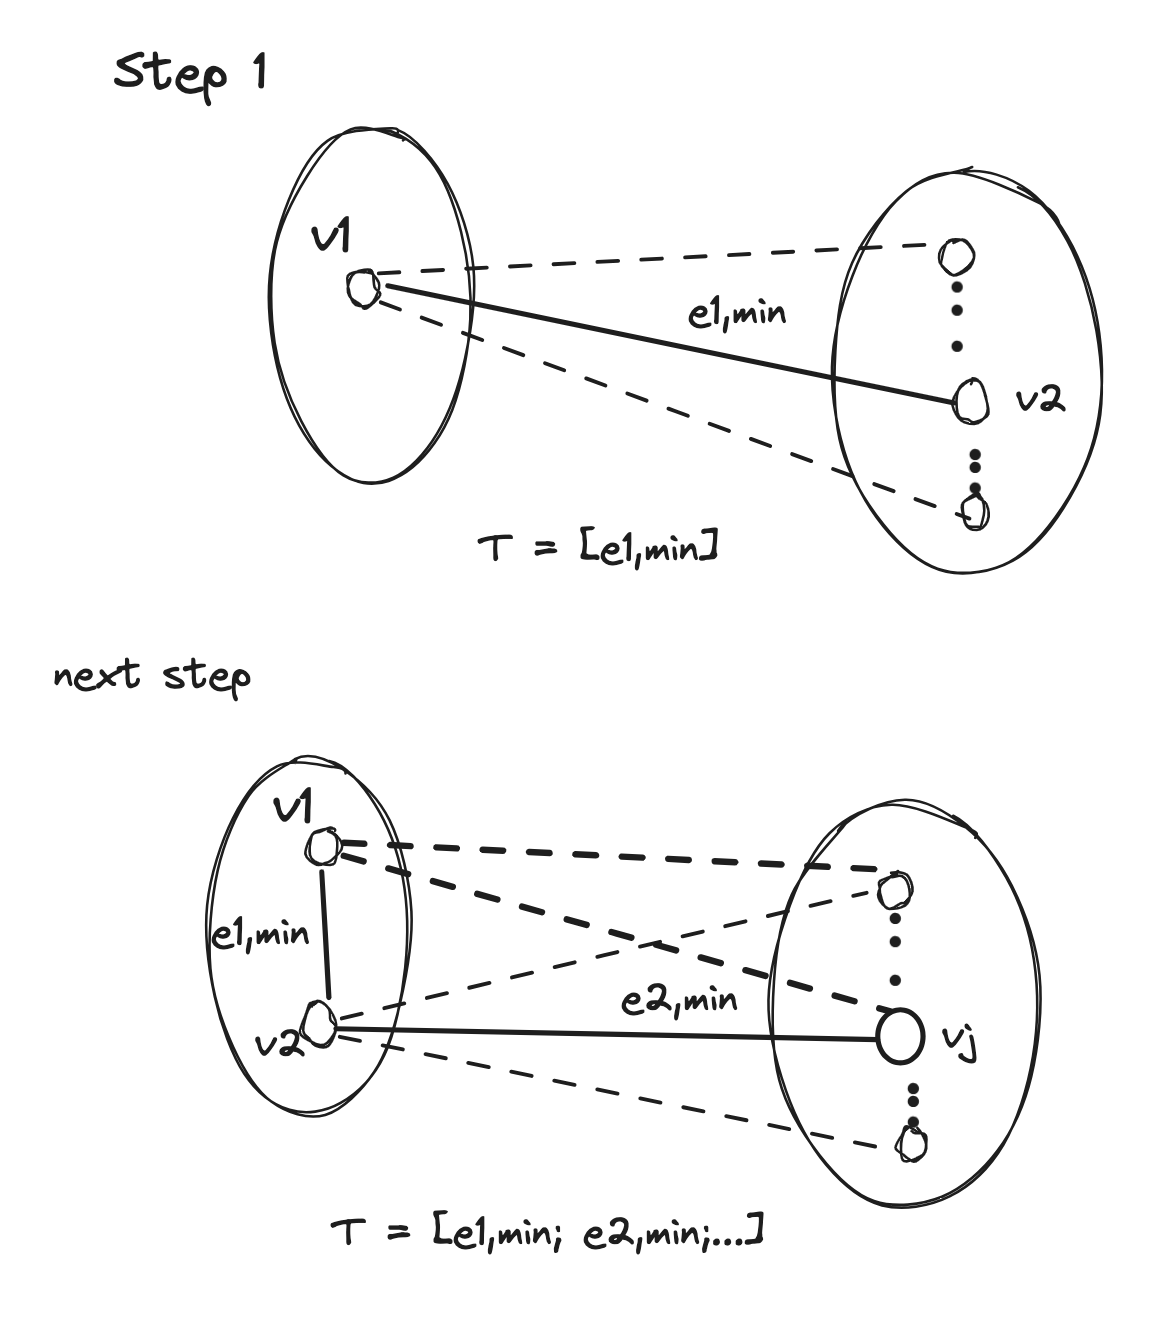 Step 1
v1
e1,min
v2
T = [e1,min]
next step
v1
e1,min
e2,min
v2
vj
T = [e1,min; e2,min;...]